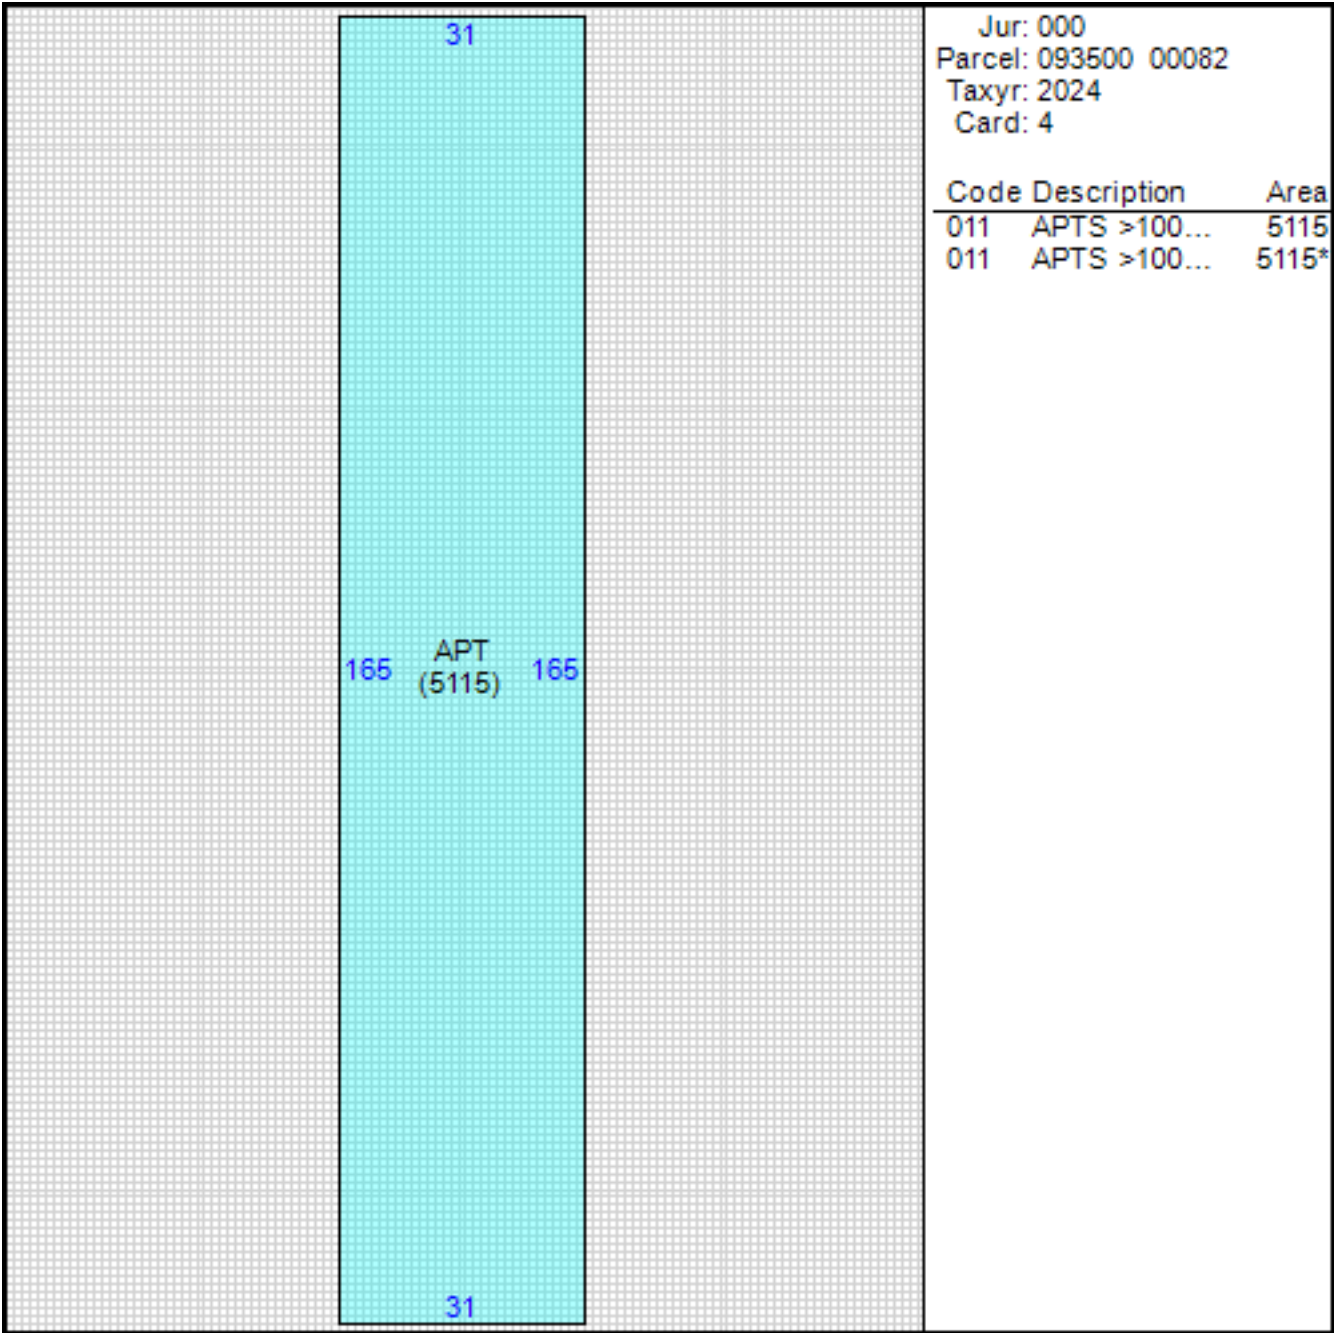 31
165
APT
(5115)
165
31
Jur: 000
Parcel: 093500 00082
Taxyr: 2024
Card: 4
Code Description Area
011 APTS >100... 5115
011 APTS >100... 5115*